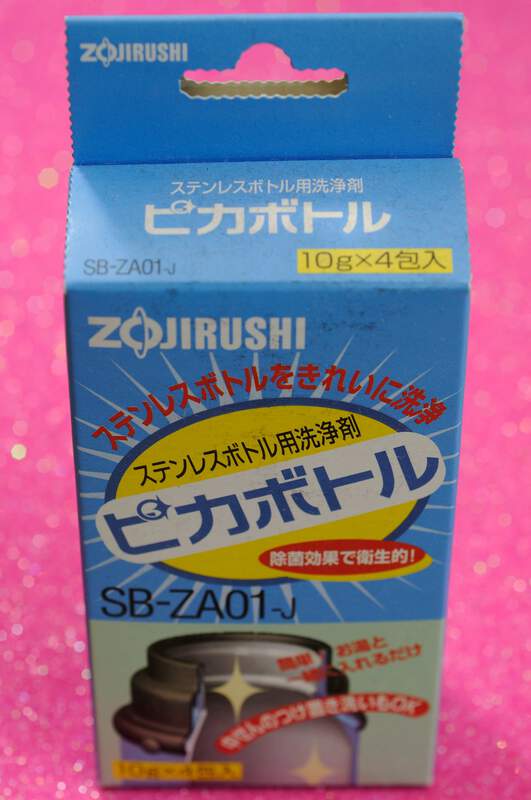 ZOJIRUSHI
ステンレスボトル用洗浄剤
ピカボトル
SB-ZA01-J
10g×4包入
ZOJIRUSHI
ステンレスボトルをきれいに洗浄
ステンレスボトル用洗浄剤
ピカボトル
除菌効果で衛生的!
SB-ZA01-J
簡単!お湯と
一緒に入れるだけ
中せんのつけ置き洗いもOK
10g×4包入